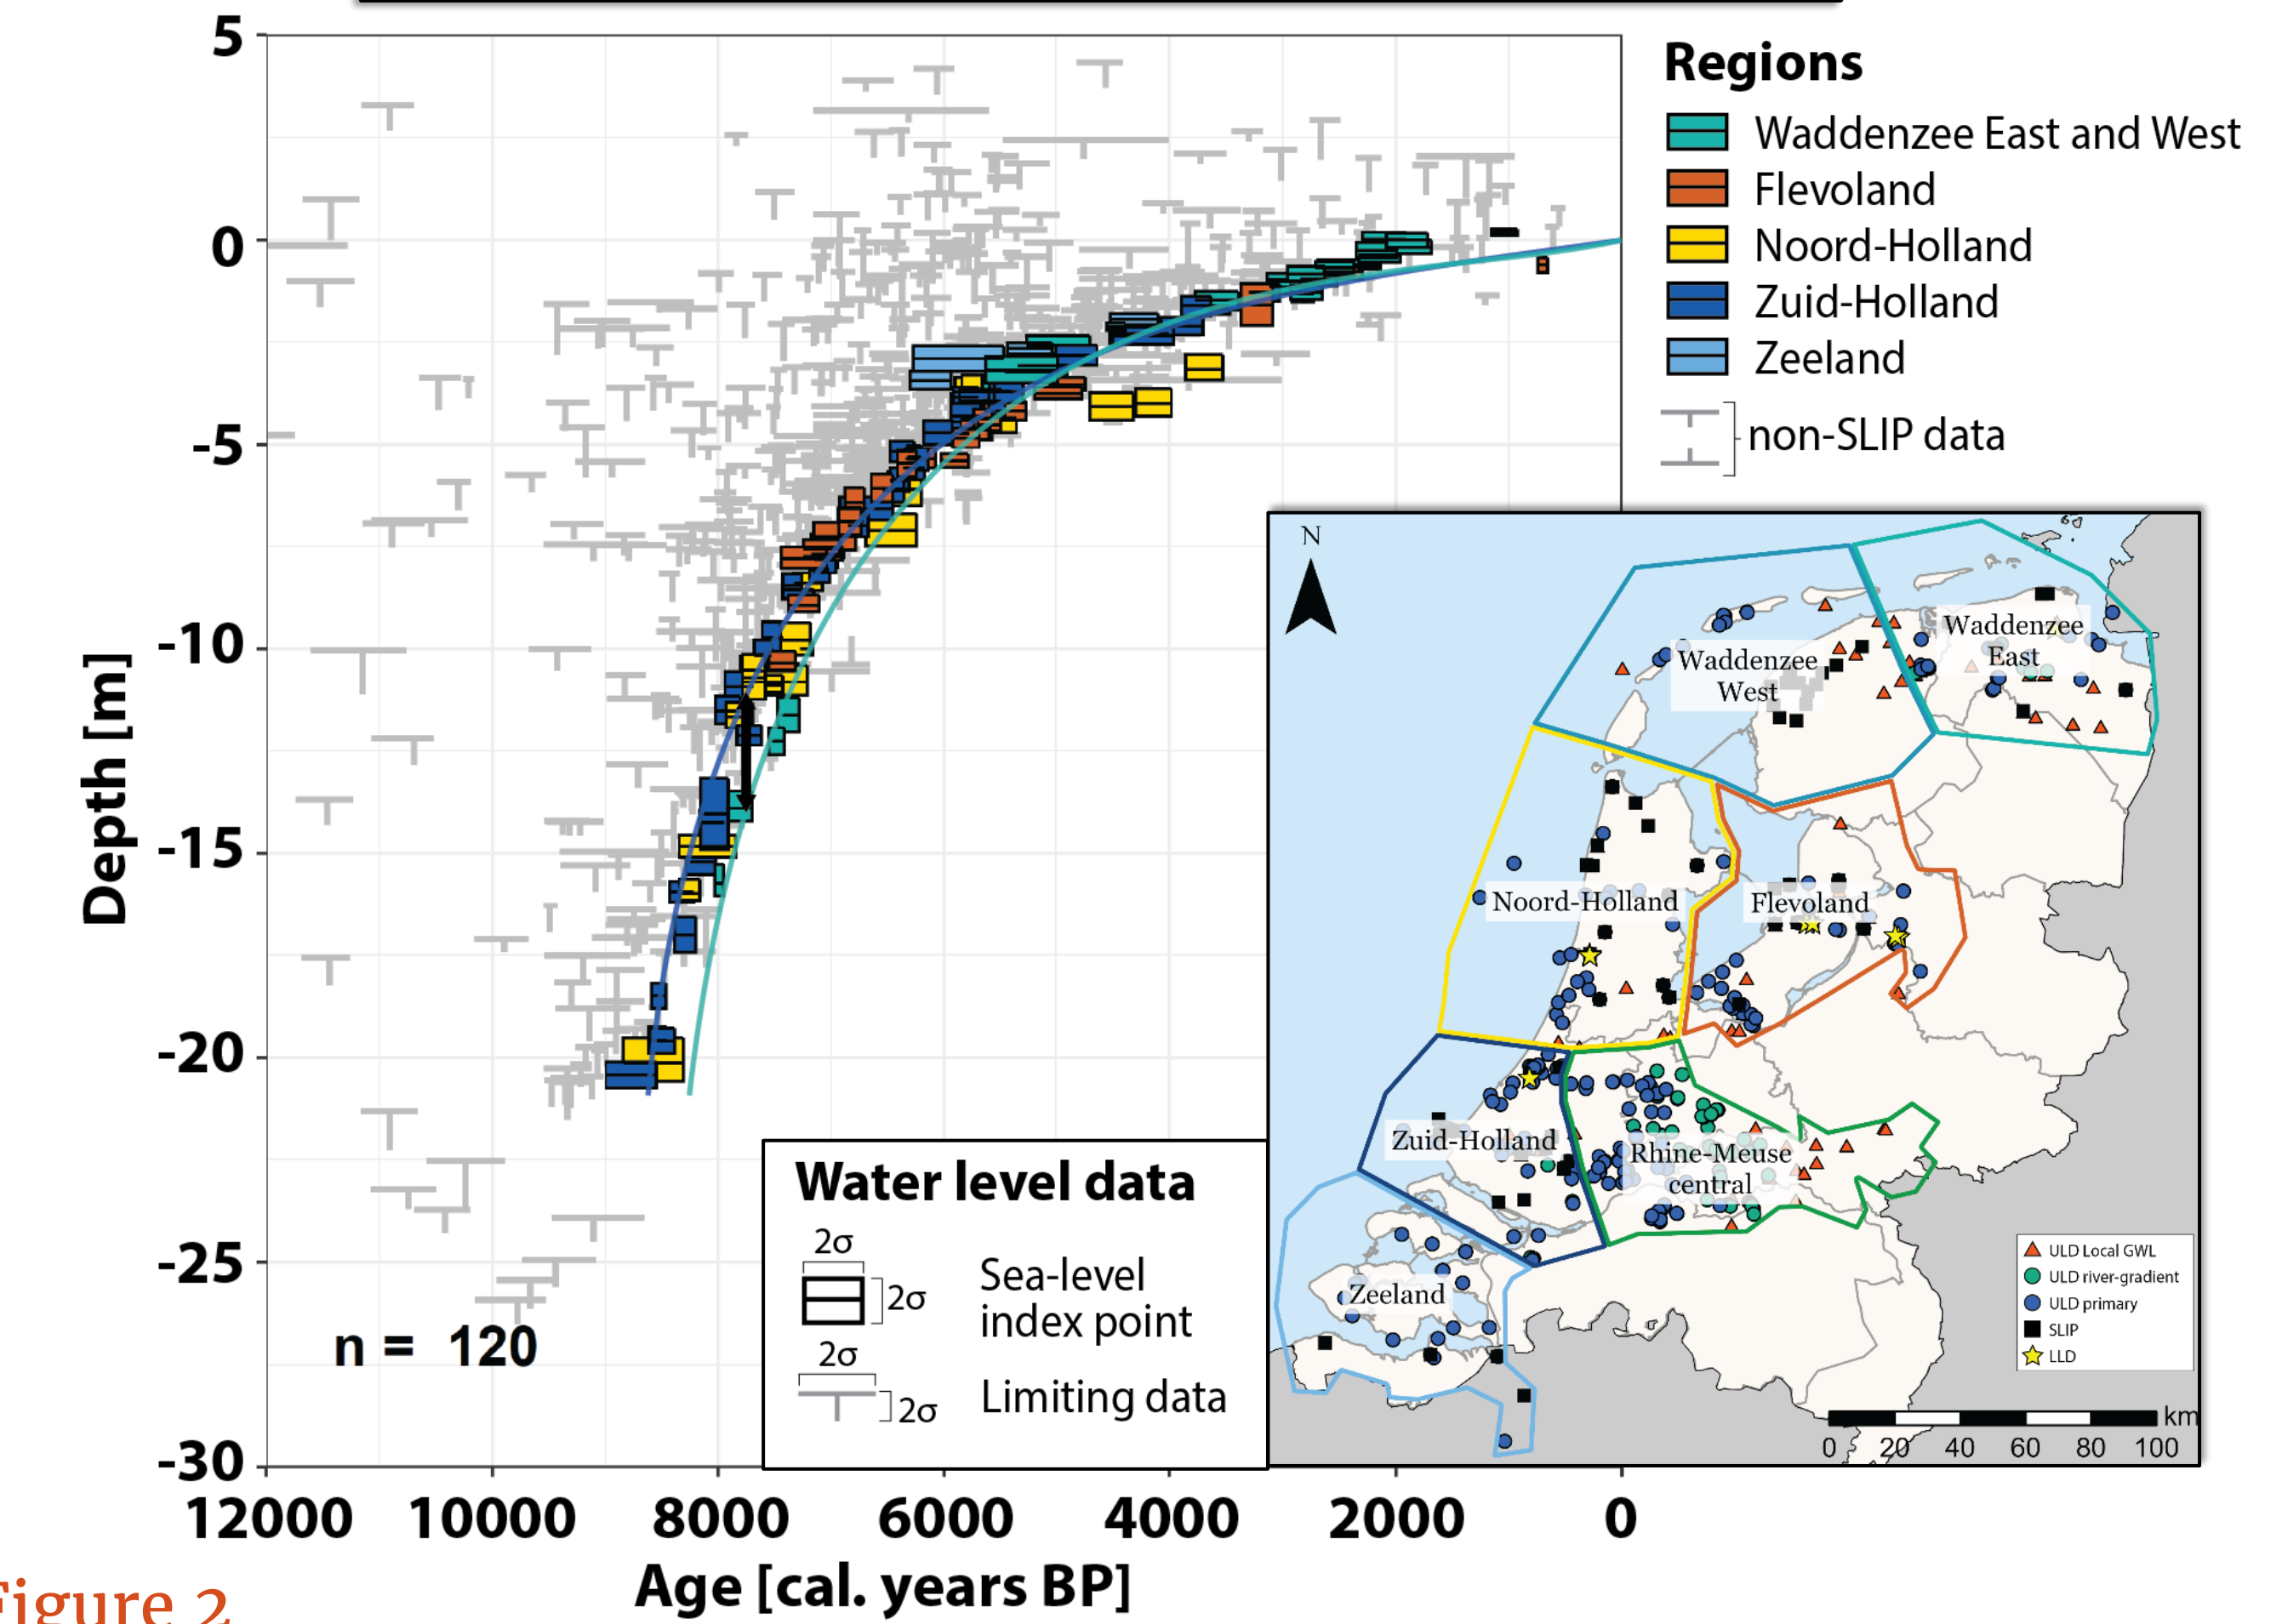 5
0
-5
-10
-15
-20
-25
-30
Depth [m]
12000
10000
8000
6000
4000
2000
0
Age [cal. years BP]
n = 120
Regions
Waddenzee East and West
Flevoland
Noord-Holland
Zuid-Holland
Zeeland
non-SLIP data
Water level data
2σ
2σ
Sea-level
index point
2σ
2σ
Limiting data
N
Waddenzee
West
Waddenzee
East
Noord-Holland
Flevoland
Zuid-Holland
Rhine-Meuse
central
Zeeland
ULD Local GWL
ULD river-gradient
ULD primary
SLIP
LLD
km
0 20 40 60 80 100
Figure 2